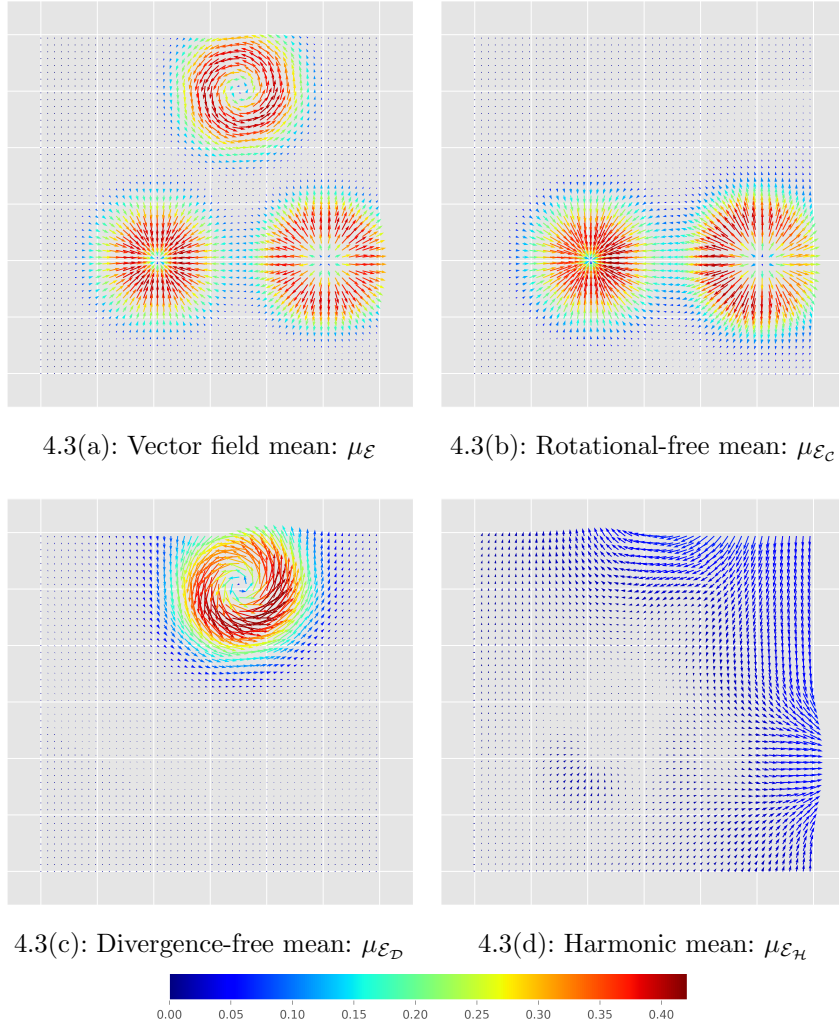 4.3(a): Vector field mean: μ_ℰ
4.3(b): Rotational-free mean: μ_ℰ_𝒞
4.3(c): Divergence-free mean: μ_ℰ_𝒟
4.3(d): Harmonic mean: μ_ℰ_ℋ
0.00 0.05 0.10 0.15 0.20 0.25 0.30 0.35 0.40